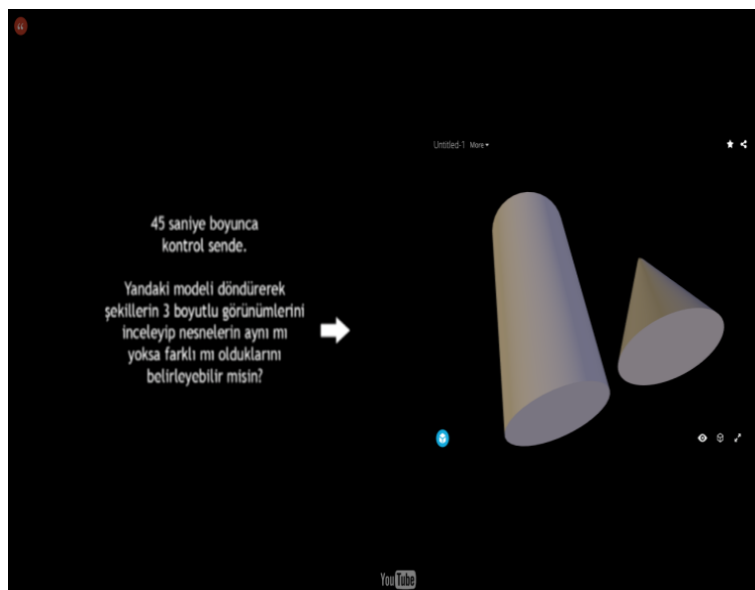 Untitled-1 More
45 saniye boyunca
kontrol sende.
Yandaki modeli döndürerek
şekillerin 3 boyutlu görünümlerini
inceleyip nesnelerin aynı mı
yoksa farklı mı olduklarını
belirleyebilir misin?
YouTube